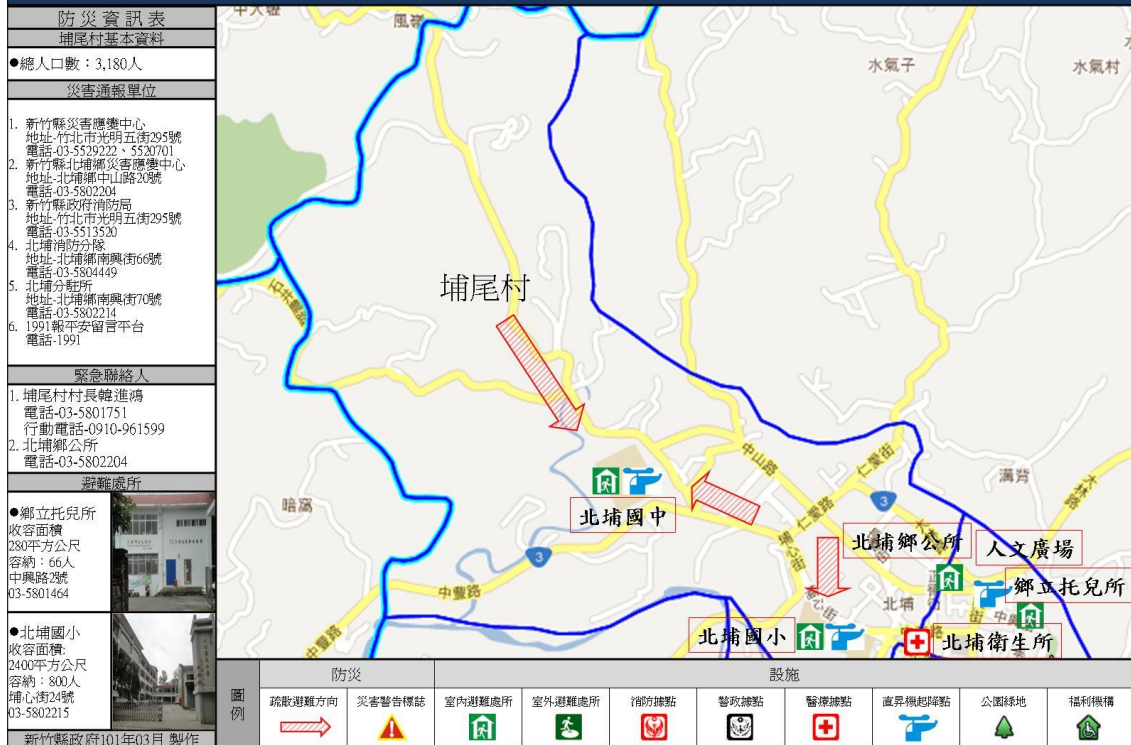 防災資訊表
埔尾村基本資料
●總人口數：3,180人
災害通報單位
1. 新竹縣災害應變中心
地址-竹北市光明五街295號
電話-03-5529222、5520701
2. 新竹縣北埔鄉災害應變中心
地址-北埔鄉中山路20號
電話-03-5802204
3. 新竹縣政府消防局
地址-竹北市光明五街295號
電話-03-5513520
4. 北埔消防分隊
地址-北埔鄉南興街66號
電話-03-5804449
5. 北埔分駐所
地址-北埔鄉南興街70號
電話-03-5802214
6. 1991報平安留言平台
電話-1991
緊急聯絡人
1. 埔尾村村長韓進鴻
電話-03-5801751
行動電話-0910-961599
2. 北埔鄉公所
電話-03-5802204
避難處所
●鄉立托兒所
收容面積
280平方公尺
容納：66人
中興路2號
03-5801464
●北埔國小
收容面積:
2400平方公尺
容納：800人
埔心街24號
03-5802215
新竹縣政府101年03月 製作
風嶺
水氣子
水氣村
埔尾村
中山路
仁愛街
大林路
溝背
暗窩
北埔國中
仁愛路
3
埔心街
北埔鄉公所
人文廣場
3
中豐路
中豐路
埔心街
北埔
鄉立托兒所
北埔國小
北埔衛生所
圖例
防災
設施
疏散避難方向
災害警告標誌
室內避難處所
室外避難處所
消防據點
警政據點
醫療據點
直昇機起降點
公園綠地
福利機構